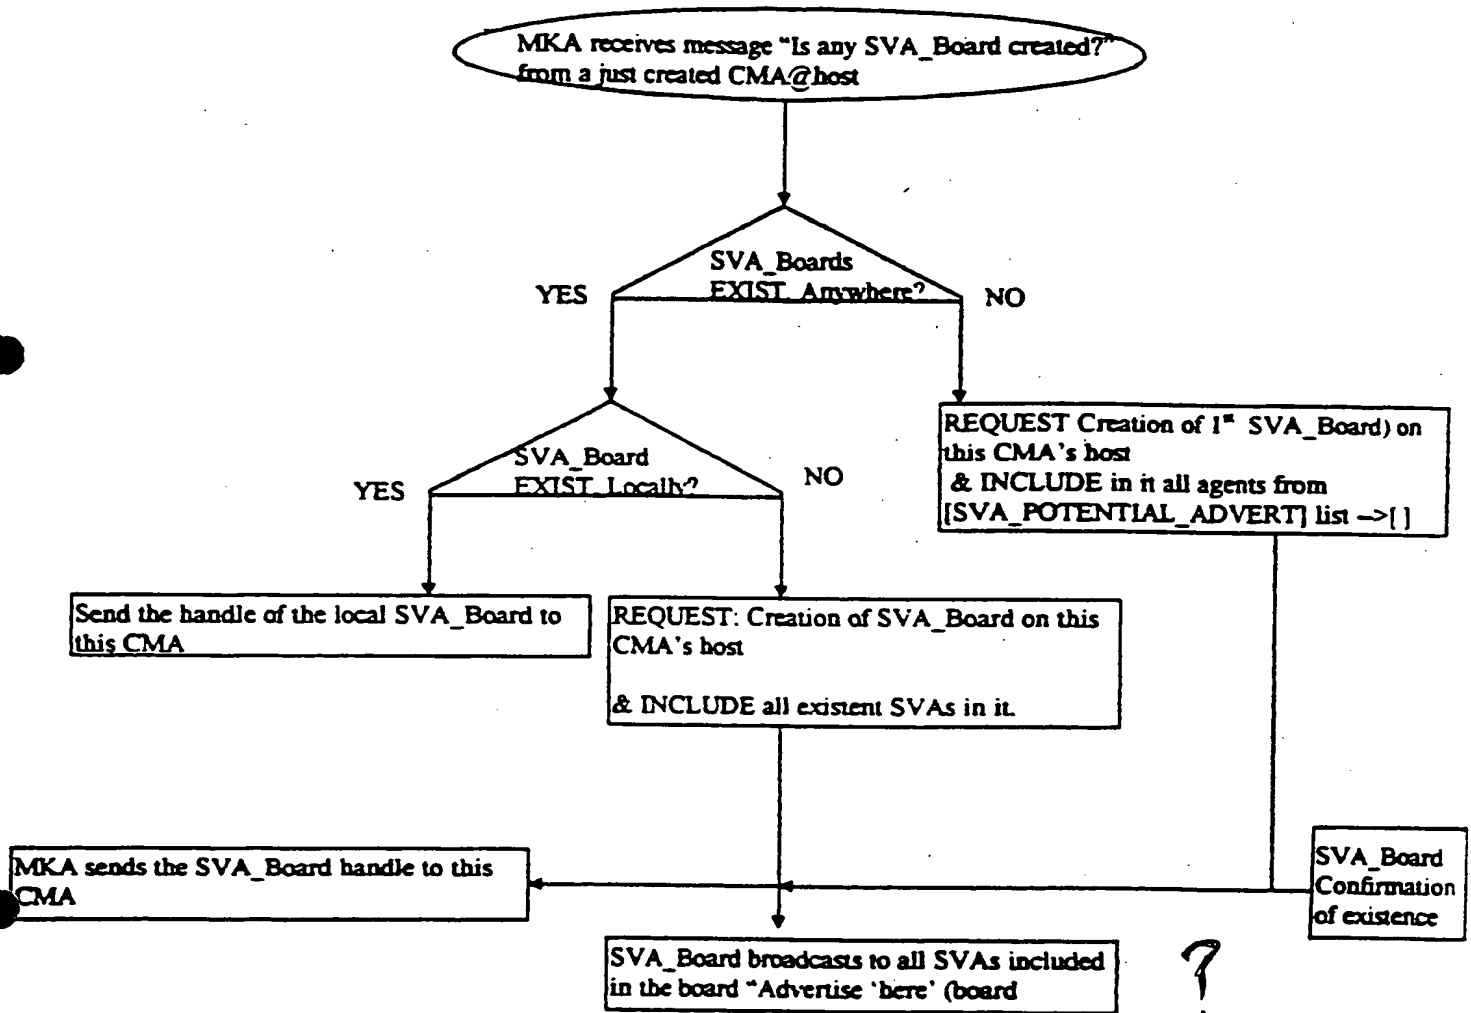 MKA receives message "Is any SVA_Board created?"
from a just created CMA@host
SVA_Boards
EXIST Anywhere?
YES
NO
SVA_Board
EXIST Locally?
YES
NO
REQUEST Creation of 1st SVA_Board) on
this CMA's host
& INCLUDE in it all agents from
[SVA_POTENTIAL_ADVERT] list -->[ ]
Send the handle of the local SVA_Board to
this CMA
REQUEST: Creation of SVA_Board on this
CMA's host
& INCLUDE all existent SVAs in it.
MKA sends the SVA_Board handle to this
CMA
SVA_Board
Confirmation
of existence
SVA_Board broadcasts to all SVAs included
in the board "Advertise 'here' (board
?